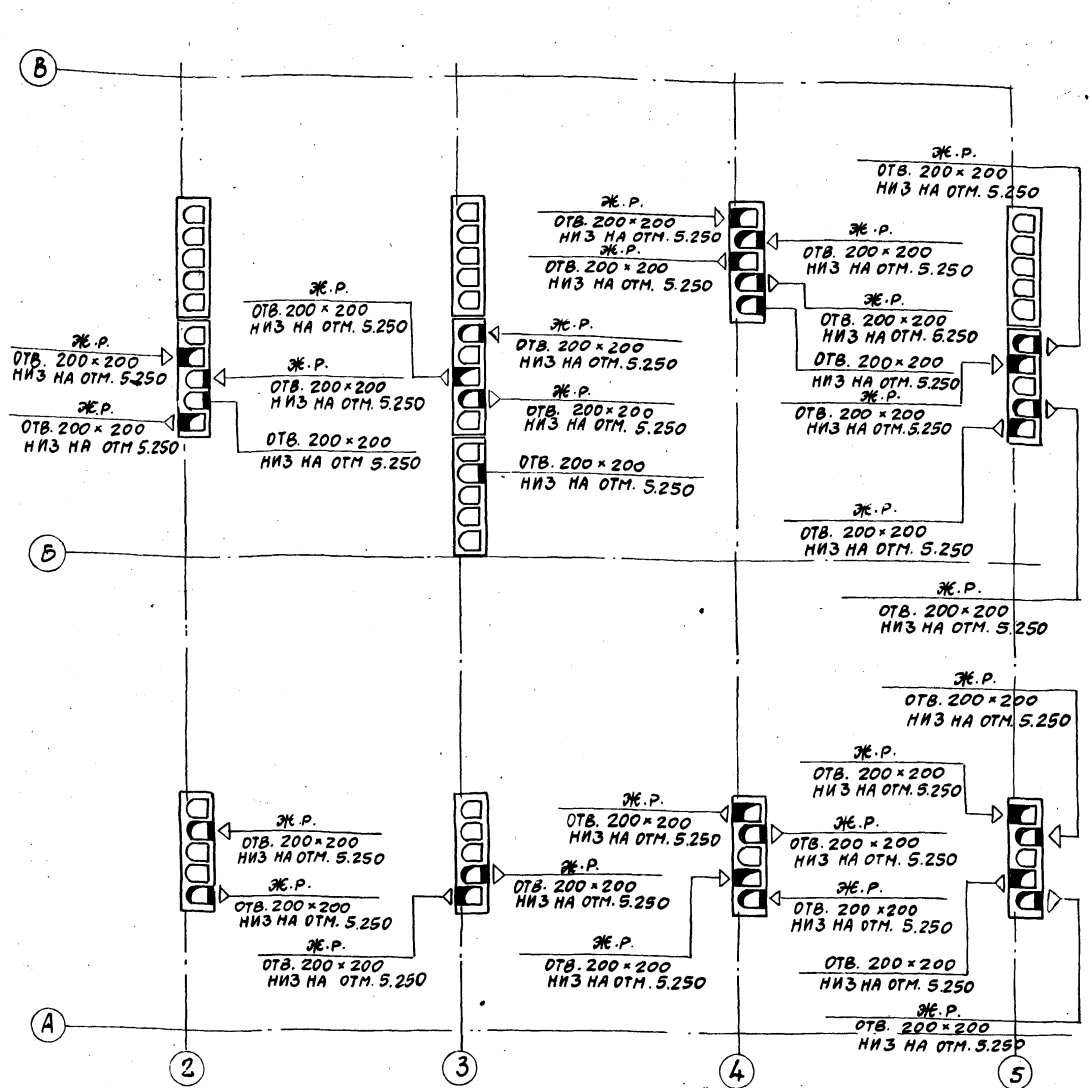 В
Ж.Р.
ОТВ. 200×200
НИЗ НА ОТМ. 5.250
Ж.Р.
ОТВ. 200×200
НИЗ НА ОТМ. 5.250
Ж.Р.
ОТВ. 200×200
НИЗ НА ОТМ. 5.250
Ж.Р.
ОТВ. 200×200
НИЗ НА ОТМ. 5.250
Ж.Р.
ОТВ. 200×200
НИЗ НА ОТМ. 5.250
Ж.Р.
ОТВ. 200×200
НИЗ НА ОТМ. 5.250
Ж.Р.
ОТВ. 200×200
НИЗ НА ОТМ. 5.250
Ж.Р.
ОТВ. 200×200
НИЗ НА ОТМ. 5.250
Ж.Р.
ОТВ. 200×200
НИЗ НА ОТМ. 5.250
ОТВ. 200×200
НИЗ НА ОТМ. 5.250
Ж.Р.
ОТВ. 200×200
НИЗ НА ОТМ. 5.250
Ж.Р.
ОТВ. 200×200
НИЗ НА ОТМ. 5.250
Ж.Р.
ОТВ. 200×200
НИЗ НА ОТМ. 5.250
ОТВ. 200×200
НИЗ НА ОТМ 5.250
ОТВ. 200×200
НИЗ НА ОТМ. 5.250
Ж.Р.
ОТВ. 200×200
НИЗ НА ОТМ. 5.250
Б
Ж.Р.
ОТВ. 200×200
НИЗ НА ОТМ. 5.250
Ж.Р.
ОТВ. 200×200
НИЗ НА ОТМ. 5.250
Ж.Р.
ОТВ. 200×200
НИЗ НА ОТМ. 5.250
Ж.Р.
ОТВ. 200×200
НИЗ НА ОТМ. 5.250
Ж.Р.
ОТВ. 200×200
НИЗ НА ОТМ. 5.250
Ж.Р.
ОТВ. 200×200
НИЗ НА ОТМ. 5.250
Ж.Р.
ОТВ. 200×200
НИЗ НА ОТМ. 5.250
Ж.Р.
ОТВ. 200×200
НИЗ НА ОТМ. 5.250
Ж.Р.
ОТВ. 200×200
НИЗ НА ОТМ. 5.250
Ж.Р.
ОТВ. 200×200
НИЗ НА ОТМ. 5.250
Ж.Р.
ОТВ. 200×200
НИЗ НА ОТМ. 5.250
ОТВ. 200×200
НИЗ НА ОТМ. 5.250
Ж.Р.
ОТВ. 200×200
НИЗ НА ОТМ. 5.250
А
2
3
4
5